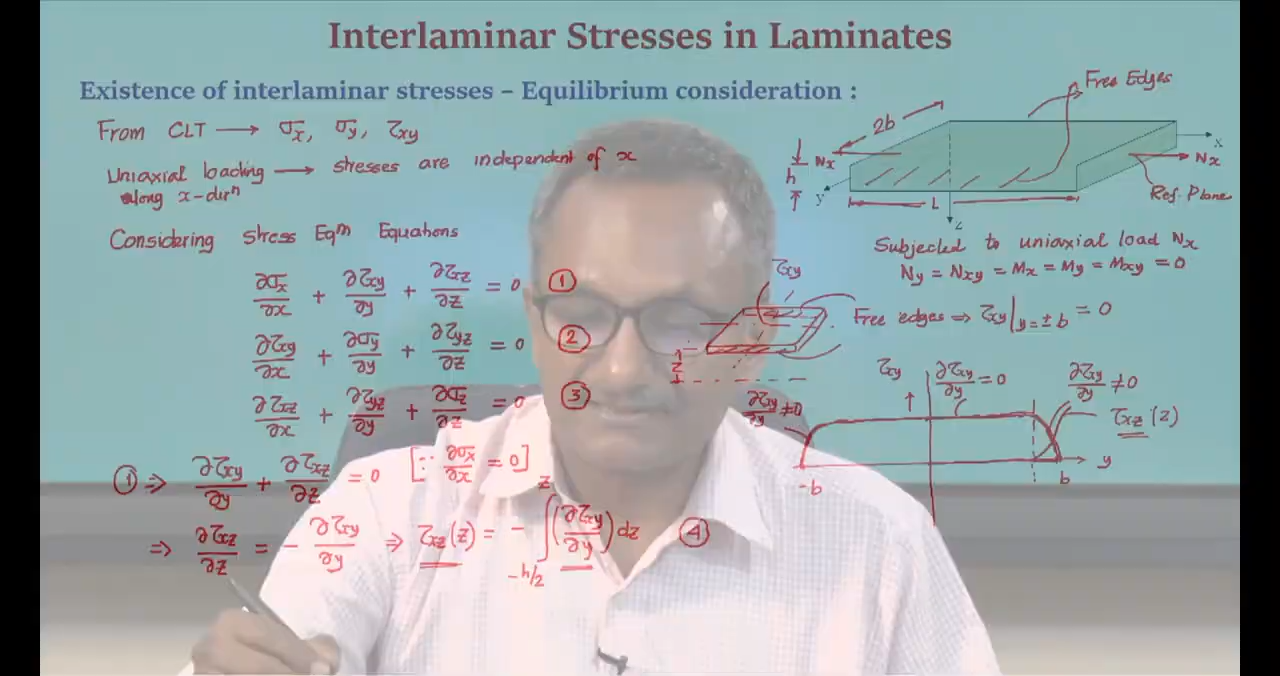 Interlaminar Stresses in Laminates
Existence of interlaminar stresses – Equilibrium consideration :
From CLT → σx, σy, τxy
Uniaxial loading → stresses are independent of x
along x-dirⁿ
Considering stress Eqm Equations
∂σx/∂x + ∂τxy/∂y + ∂τxz/∂z = 0 ①
∂τxy/∂x + ∂σy/∂y + ∂τyz/∂z = 0 ②
∂τxz/∂x + ∂τyz/∂y + ∂σz/∂z = 0 ③
① ⇒ ∂τxy/∂y + ∂τxz/∂z = 0 [∵ ∂σx/∂x = 0]
⇒ ∂τxz/∂z = - ∂τxy/∂y ⇒ τxz(z) = - ∫_{-h/2}^{z} (∂τxy/∂y) dz ④
Free Edges
2b
Nx
h
y
L
x
Nx
Ref. Plane
z
Subjected to uniaxial load Nx
Ny = Nxy = Mx = My = Mxy = 0
τxy
Free edges ⇒ τxy|y=±b = 0
z
τxy
∂τxy/∂y = 0
∂τxy/∂y ≠ 0
∂τxy/∂y ≠ 0
τxz (z)
y
-b
b